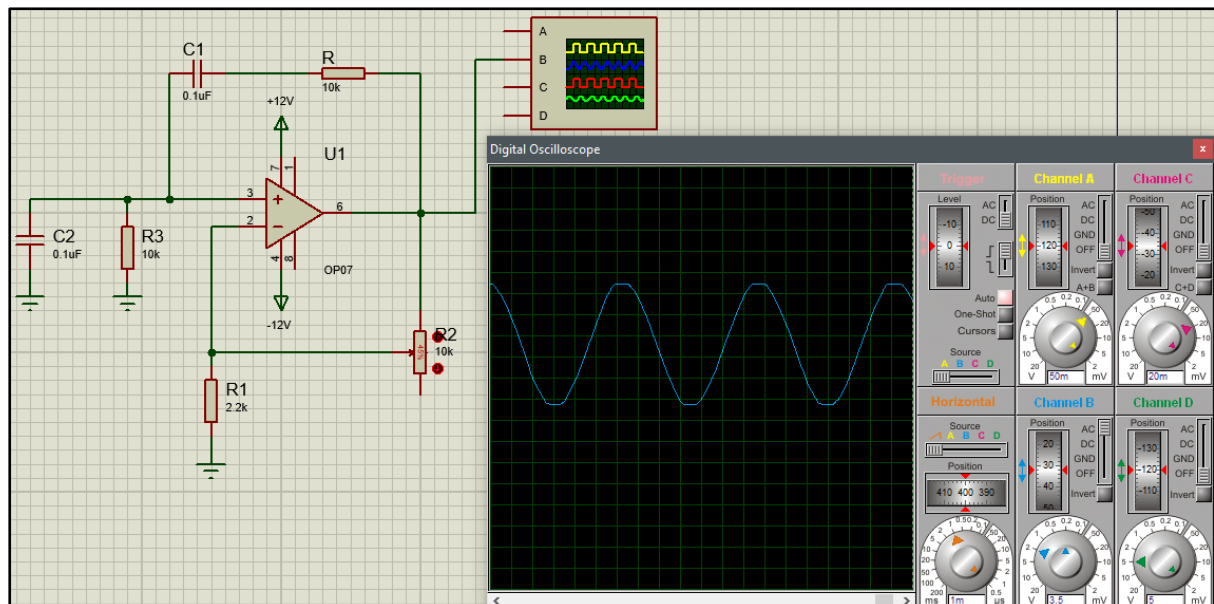 C1
0.1uF
R
10k
A
B
C
D
+12V
7
1
U1
3
2
6
4
8
OP07
-12V
C2
0.1uF
R3
10k
R2
10k
R1
2.2k
Digital Oscilloscope
x
Trigger
Level
-10
0
10
AC
DC
Auto
One-Shot
Cursors
Source
A B C D
Channel A
Position
-110
-120
-130
AC
DC
GND
OFF
Invert
A+B
V
50m
mV
Channel C
Position
-50
-40
-30
-20
AC
DC
GND
OFF
Invert
C+D
V
20m
mV
Horizontal
Source
A B C D
Position
410 400 390
ms
1m
µs
Channel B
Position
20
30
40
50
AC
DC
GND
OFF
Invert
V
3.5
mV
Channel D
Position
-130
-120
-110
AC
DC
GND
OFF
Invert
V
5
mV